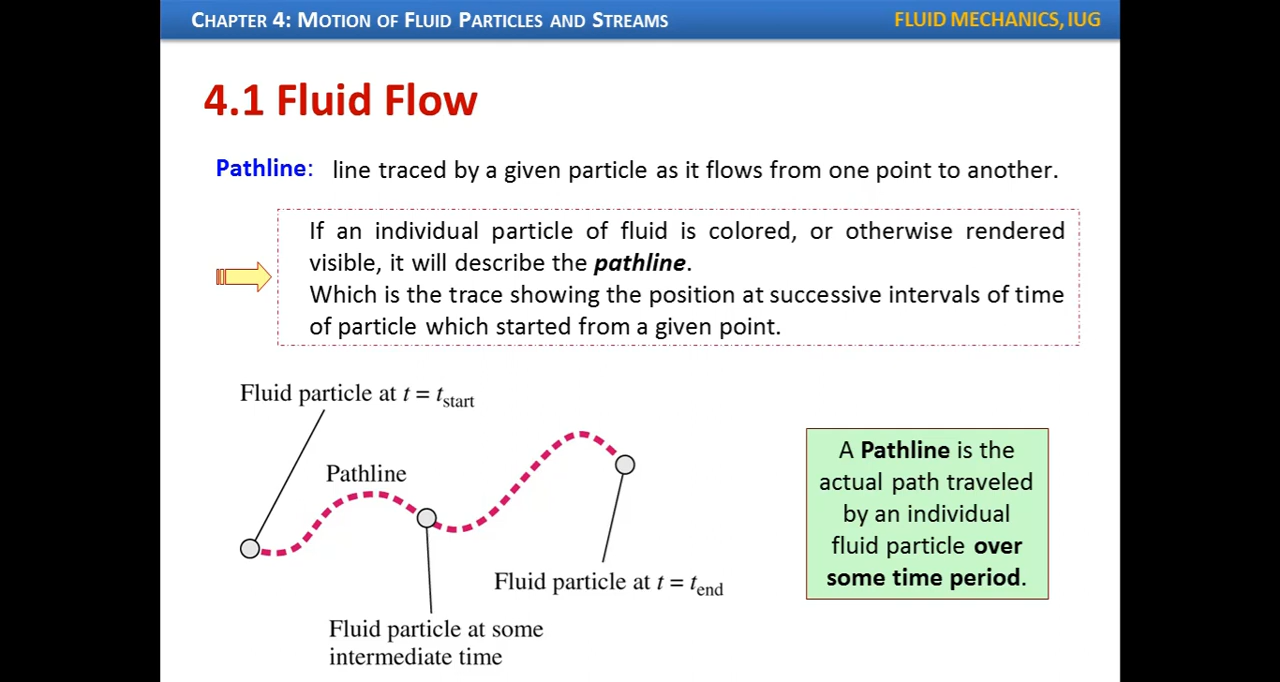 CHAPTER 4: MOTION OF FLUID PARTICLES AND STREAMS
FLUID MECHANICS, IUG
4.1 Fluid Flow
Pathline: line traced by a given particle as it flows from one point to another.
If an individual particle of fluid is colored, or otherwise rendered
visible, it will describe the pathline.
Which is the trace showing the position at successive intervals of time
of particle which started from a given point.
Fluid particle at t = tstart
Pathline
Fluid particle at t = tend
Fluid particle at some
intermediate time
A Pathline is the
actual path traveled
by an individual
fluid particle over
some time period.